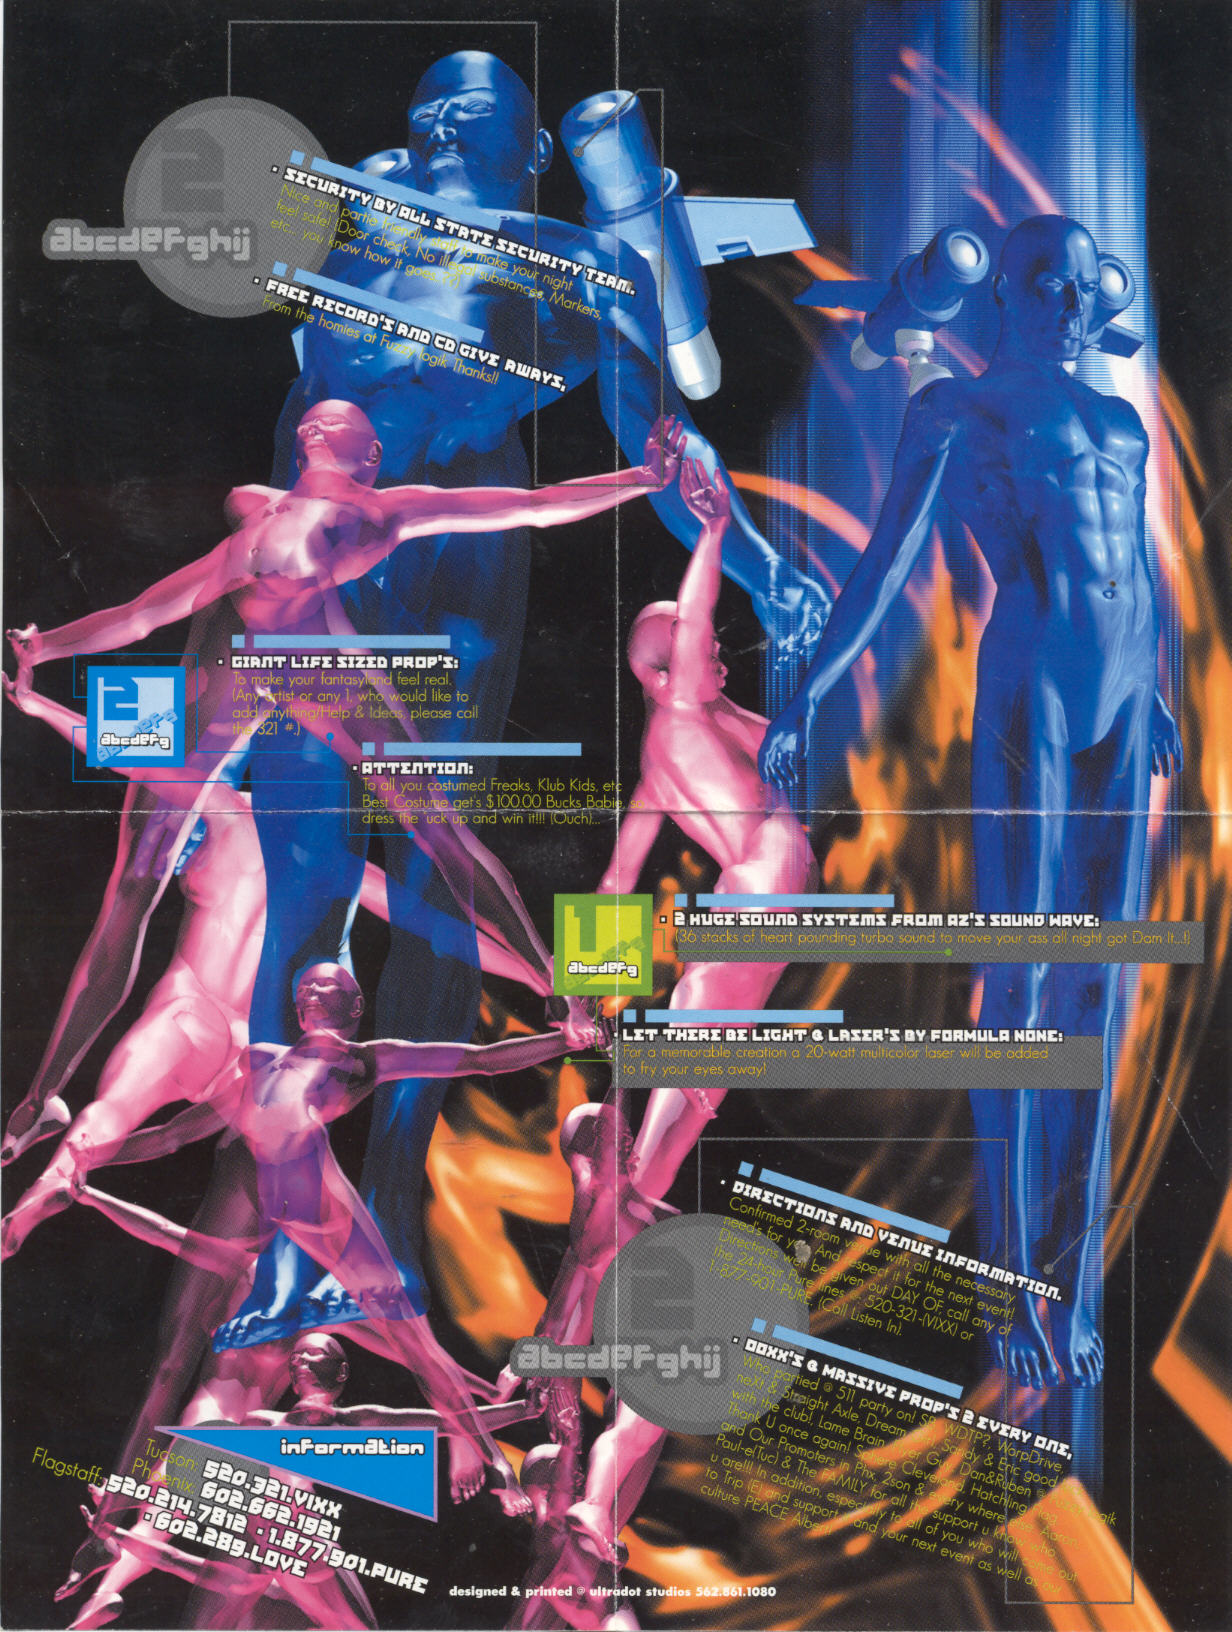 2
abcdefghij
· SECURITY BY ALL STATE SECURITY TEAM.
Nice and partie friendly staff to make your night
feel safe! (Door check, No illegal substances, Markers,
etc.. you know how it goes..??)
· FREE RECORD'S AND CD GIVE AWAYS,
From the homies at Fuzzy logik Thanks!!
· GIANT LIFE SIZED PROP'S:
To make your fantasyland feel real.
(Any artist or any 1, who would like to
add anything/Help & Ideas, please call
the 321 #.)
2
abcdefg
abcdefg
· ATTENTION:
To all you costumed Freaks, Klub Kids, etc
Best Costume get's $100.00 Bucks Babie, so
dress the 'uck up and win it!!! (Ouch)...
1
abcdefg
· 2 HUGE SOUND SYSTEMS FROM AZ'S SOUND WAVE:
(36 stacks of heart pounding turbo sound to move your ass all night got Dam It...!)
LET THERE BE LIGHT @ LASER'S BY FORMULA NONE:
For a memorable creation a 20-watt multicolor laser will be added
to fry your eyes away!
· DIRECTIONS AND VENUE INFORMATION.
Confirmed 2-room venue with all the necessary
need's for you And respect it for the next event!
Directions well be given out DAY OF, call any of
the 24-hour Pure lines @ 520-321-(VIXX) or
1-877-901-PURE, (Call Listen In).
2
abcdefghij
· DOXX'S @ MASSIVE PROP'S 2 EVERY ONE,
Who partied @ 511 party on! SR, WDTP?, WorpDrive,
neXt & Straight Axle, Dream Sandy & Eric good
with the club! Lame Brain, Tyler Gun, Dan&Ruben @ Fuzzy logik
Thank U once again! Sphere Cleveland, Hatchling, Mag
and Our Promoters in Phx, 2son & every where else. Aaron,
Paul-e(Tuc) & The FAMILY for all the support u know who
u are!!! In addition, especially to all of you who will come out
to Trip (E) and support and your next event as well as our
culture PEACE Albert
information
Tucson: 520.321.VIXX
Phoenix: 602.662.1921
Flagstaff: 520.214.7812 · 1.877.901.PURE
· 602.289.LOVE
designed & printed @ ultradot studios 562.861.1080